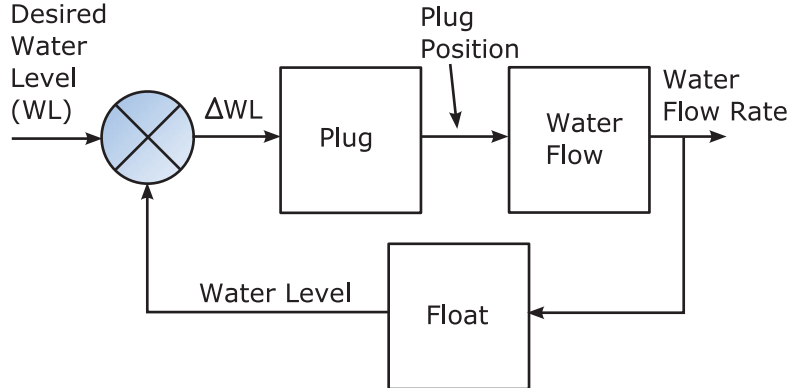 Desired
Water
Level
(WL)
ΔWL
Plug
Plug
Position
Water
Flow
Water
Flow Rate
Water Level
Float